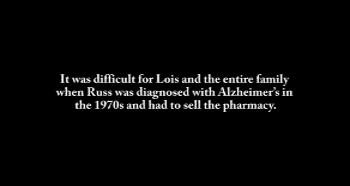 It was difficult for Lois and the entire family
when Russ was diagnosed with Alzheimer's in
the 1970s and had to sell the pharmacy.